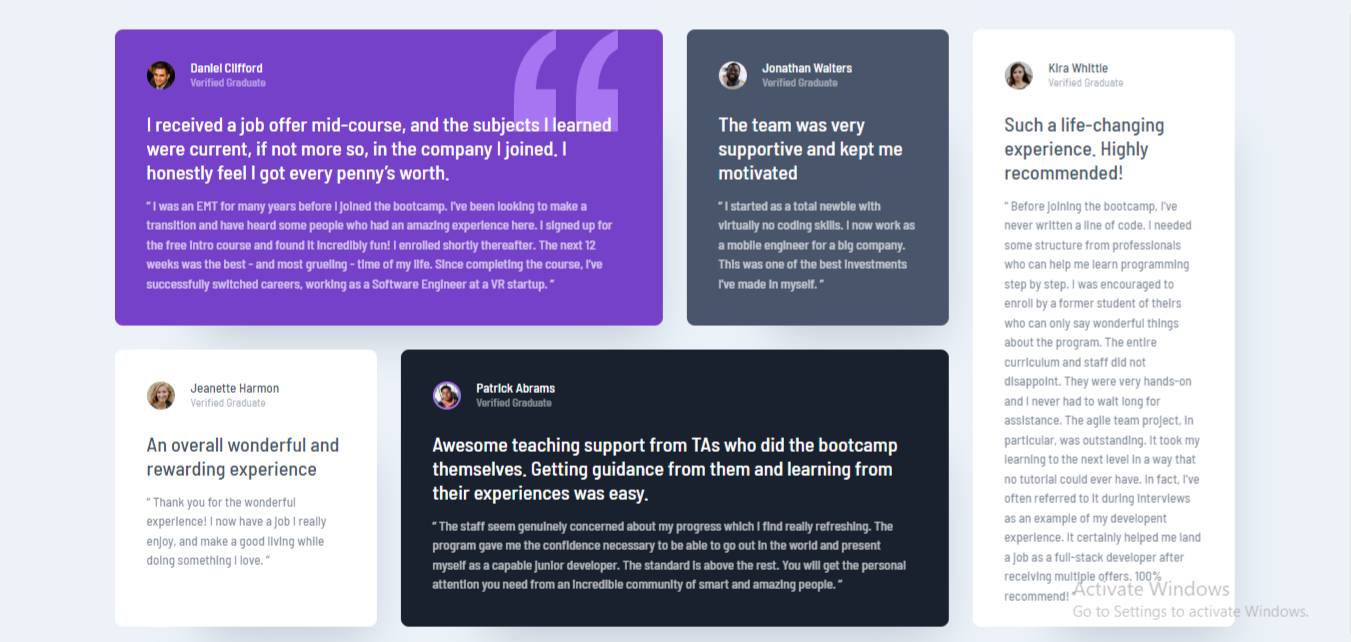 Daniel Clifford
Verified Graduate
I received a job offer mid-course, and the subjects I learned
were current, if not more so, in the company I joined. I
honestly feel I got every penny’s worth.
“ I was an EMT for many years before I joined the bootcamp. I’ve been looking to make a
transition and have heard some people who had an amazing experience here. I signed up for
the free intro course and found it incredibly fun! I enrolled shortly thereafter. The next 12
weeks was the best - and most grueling - time of my life. Since completing the course, I’ve
successfully switched careers, working as a Software Engineer at a VR startup. ”
Jonathan Walters
Verified Graduate
The team was very
supportive and kept me
motivated
“ I started as a total newbie with
virtually no coding skills. I now work as
a mobile engineer for a big company.
This was one of the best investments
I’ve made in myself. ”
Kira Whittle
Verified Graduate
Such a life-changing
experience. Highly
recommended!
“ Before joining the bootcamp, I’ve
never written a line of code. I needed
some structure from professionals
who can help me learn programming
step by step. I was encouraged to
enroll by a former student of theirs
who can only say wonderful things
about the program. The entire
curriculum and staff did not
disappoint. They were very hands-on
and I never had to wait long for
assistance. The agile team project, in
particular, was outstanding. It took my
learning to the next level in a way that
no tutorial could ever have. In fact, I’ve
often referred to it during interviews
as an example of my developent
experience. It certainly helped me land
a job as a full-stack developer after
receiving multiple offers. 100%
recommend! ”
Jeanette Harmon
Verified Graduate
An overall wonderful and
rewarding experience
“ Thank you for the wonderful
experience! I now have a job I really
enjoy, and make a good living while
doing something I love. ”
Patrick Abrams
Verified Graduate
Awesome teaching support from TAs who did the bootcamp
themselves. Getting guidance from them and learning from
their experiences was easy.
“ The staff seem genuinely concerned about my progress which I find really refreshing. The
program gave me the confidence necessary to be able to go out in the world and present
myself as a capable junior developer. The standard is above the rest. You will get the personal
attention you need from an incredible community of smart and amazing people. ”
Activate Windows
Go to Settings to activate Windows.